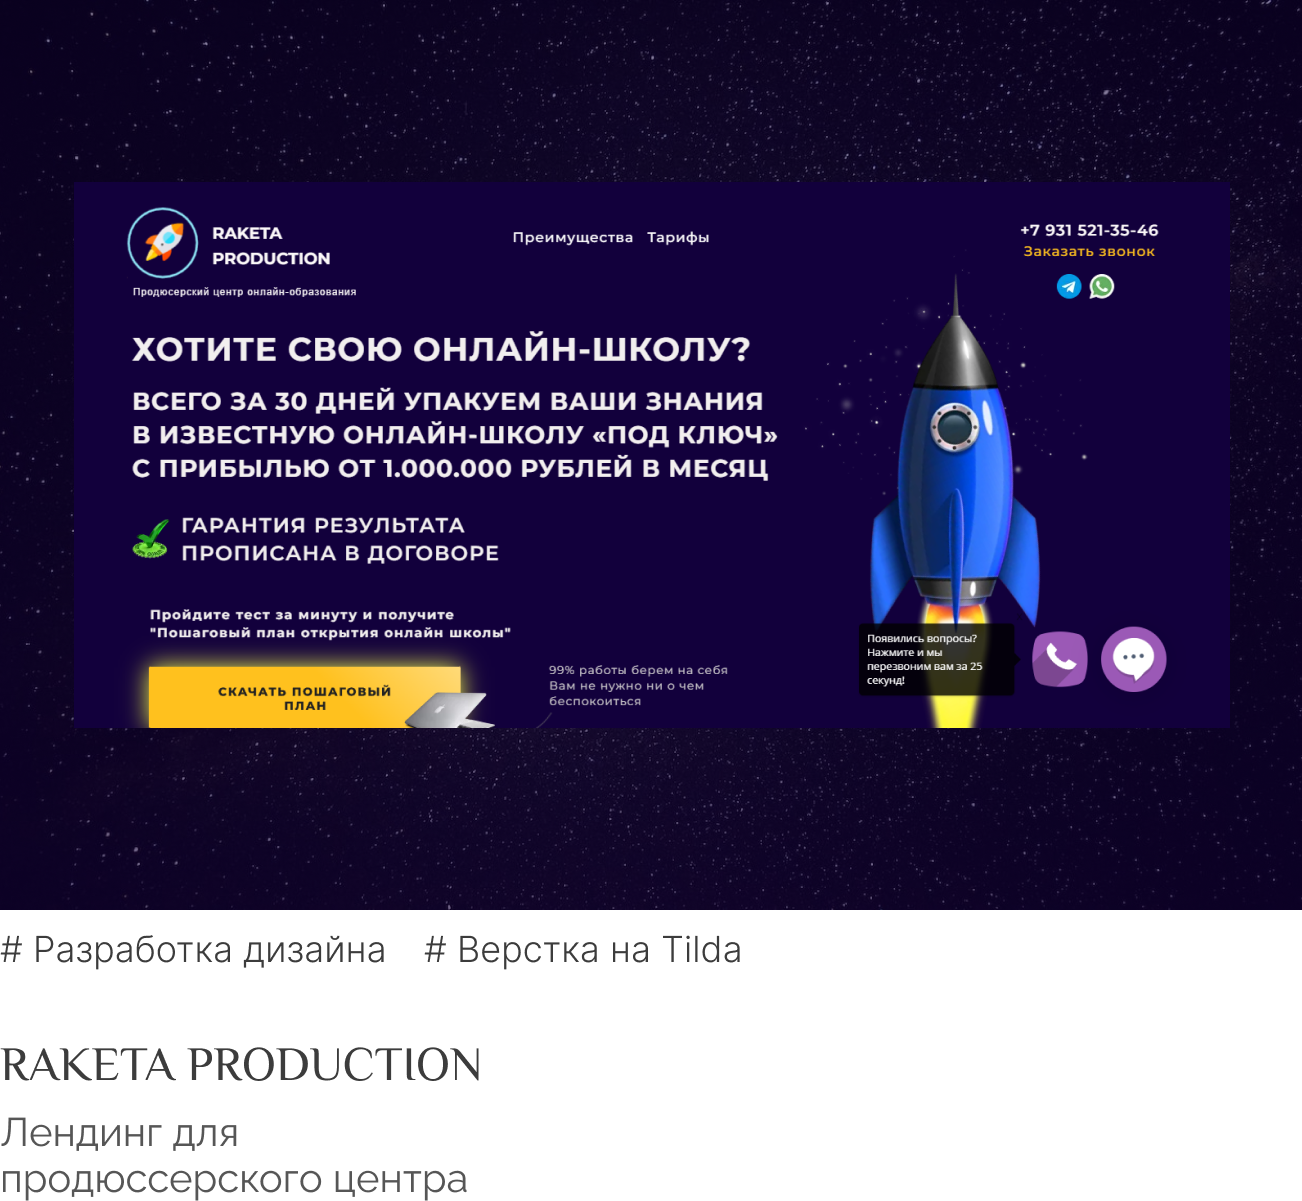 RAKETA
PRODUCTION
Продюсерский центр онлайн-образования
Преимущества Тарифы
+7 931 521-35-46
Заказать звонок
ХОТИТЕ СВОЮ ОНЛАЙН-ШКОЛУ?
ВСЕГО ЗА 30 ДНЕЙ УПАКУЕМ ВАШИ ЗНАНИЯ
В ИЗВЕСТНУЮ ОНЛАЙН-ШКОЛУ «ПОД КЛЮЧ»
С ПРИБЫЛЬЮ ОТ 1.000.000 РУБЛЕЙ В МЕСЯЦ
ГАРАНТИЯ РЕЗУЛЬТАТА
ПРОПИСАНА В ДОГОВОРЕ
Пройдите тест за минуту и получите
"Пошаговый план открытия онлайн школы"
СКАЧАТЬ ПОШАГОВЫЙ
ПЛАН
99% работы берем на себя
Вам не нужно ни о чем
беспокоиться
Появились вопросы?
Нажмите и мы
перезвоним вам за 25
секунд!
# Разработка дизайна # Верстка на Tilda
RAKETA PRODUCTION
Лендинг для
продюссерского центра